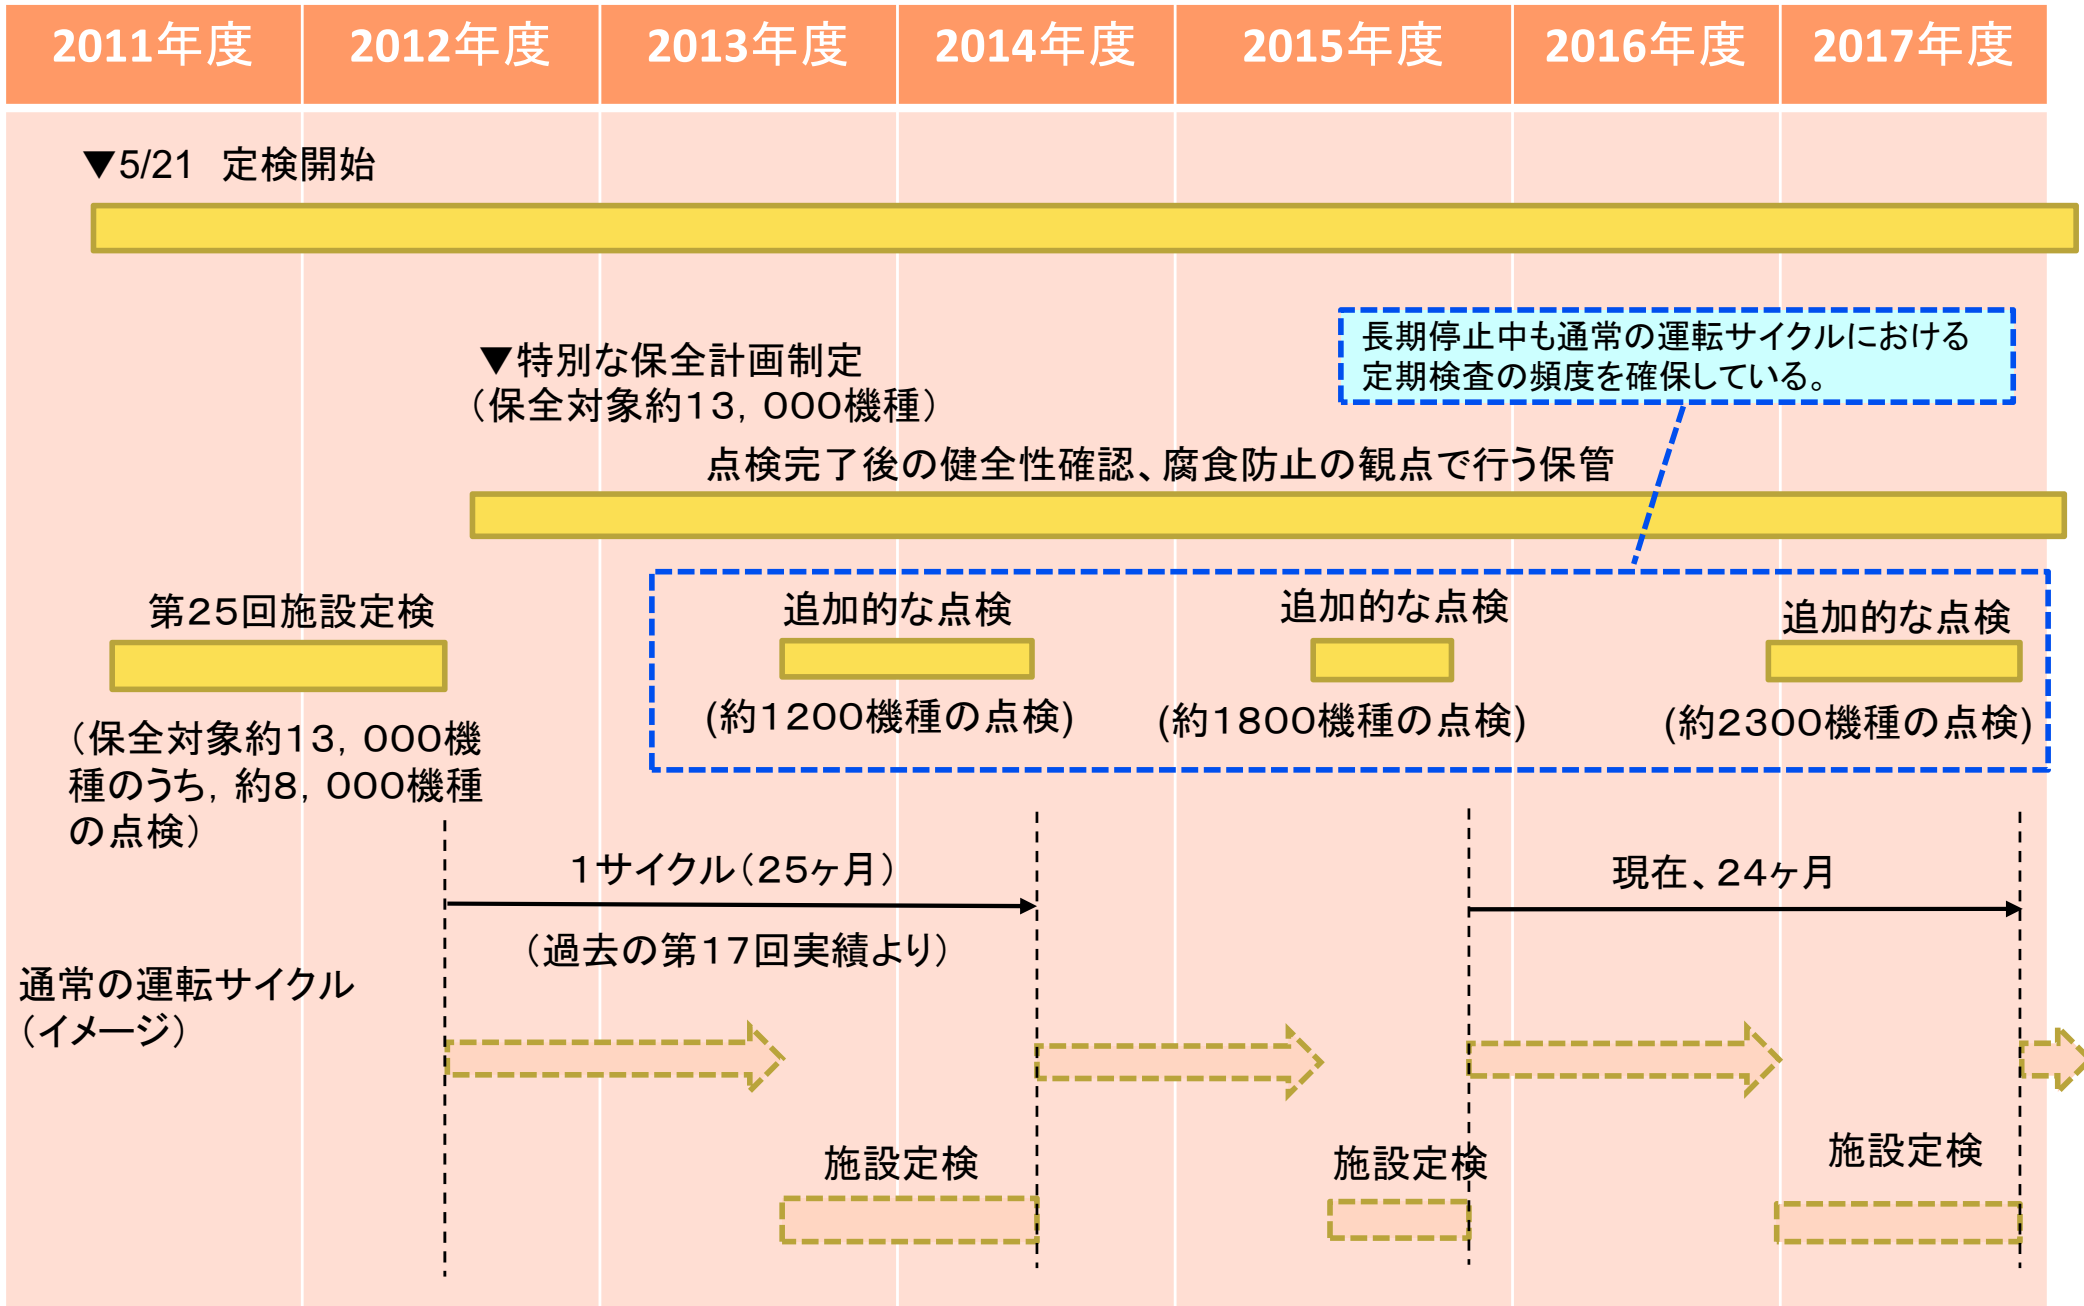 2011年度 2012年度 2013年度 2014年度 2015年度 2016年度 2017年度
▼5/21 定検開始
長期停止中も通常の運転サイクルにおける
定期検査の頻度を確保している。
▼特別な保全計画制定
（保全対象約１３，０００機種）
点検完了後の健全性確認、腐食防止の観点で行う保管
第２５回施設定検
追加的な点検
追加的な点検
追加的な点検
(約１２００機種の点検)
(約１８００機種の点検)
(約２３００機種の点検)
（保全対象約１３，０００機
種のうち，約８，０００機種
の点検）
１サイクル（２５ヶ月）
現在、２４ヶ月
（過去の第１７回実績より）
通常の運転サイクル
（イメージ）
施設定検
施設定検
施設定検